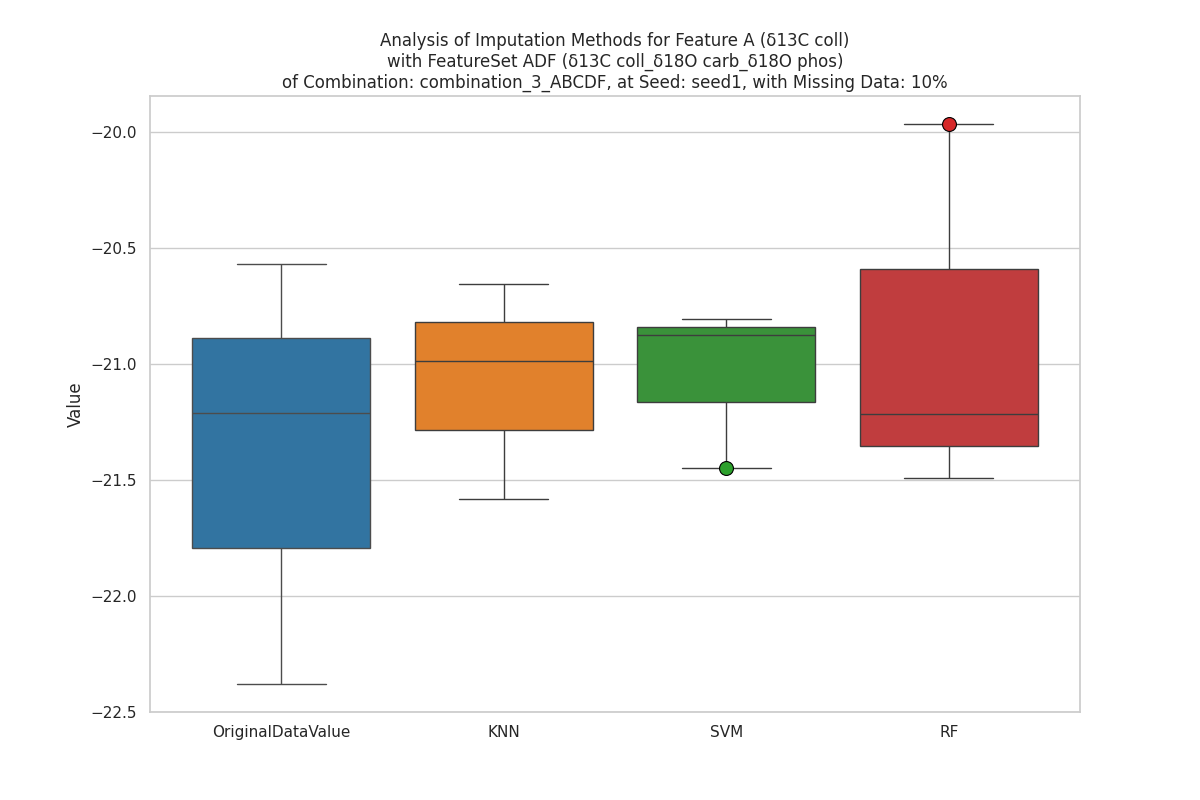 Analysis of Imputation Methods for Feature A (δ13C coll)
with FeatureSet ADF (δ13C coll_δ18O carb_δ18O phos)
of Combination: combination_3_ABCDF, at Seed: seed1, with Missing Data: 10%
−20.0
−20.5
−21.0
−21.5
−22.0
−22.5
Value
OriginalDataValue
KNN
SVM
RF